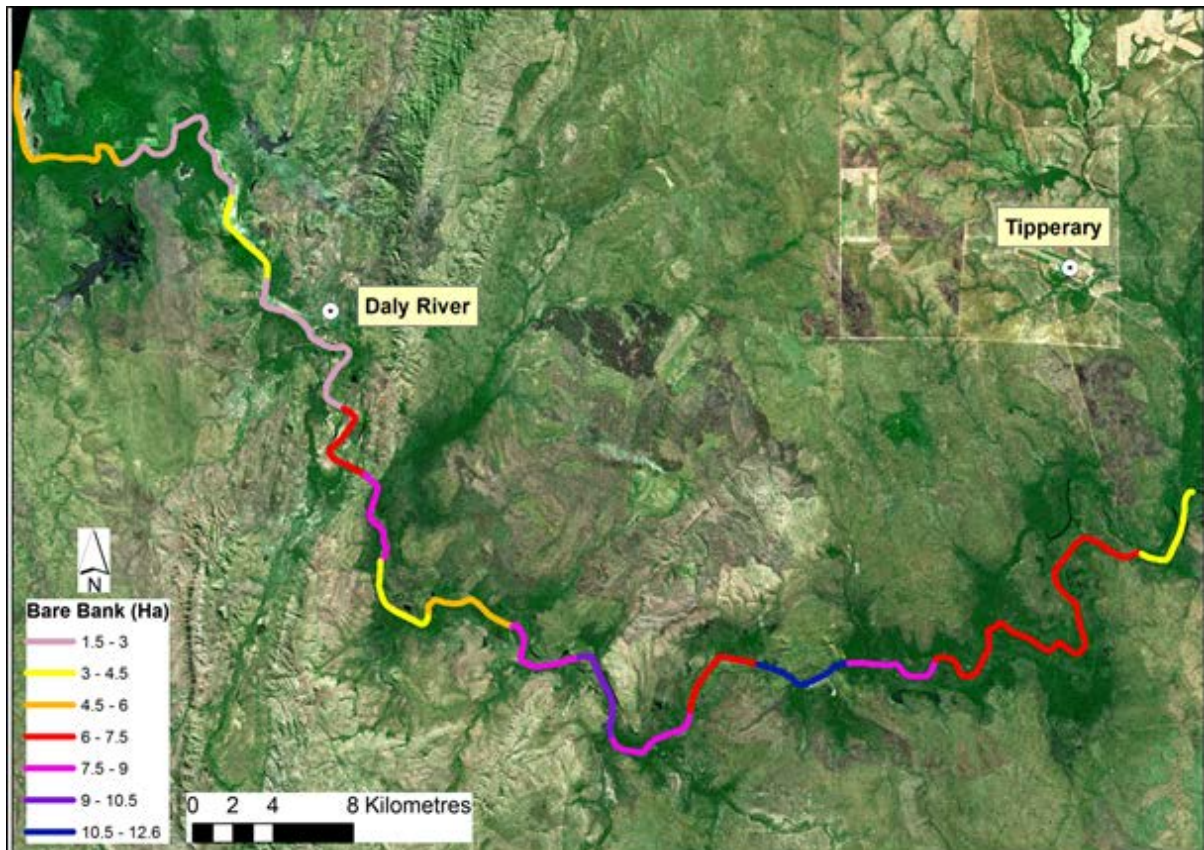 Tipperary
Daly River
N
Bare Bank (Ha)
1.5 - 3
3 - 4.5
4.5 - 6
6 - 7.5
7.5 - 9
9 - 10.5
10.5 - 12.6
0 2 4 8 Kilometres